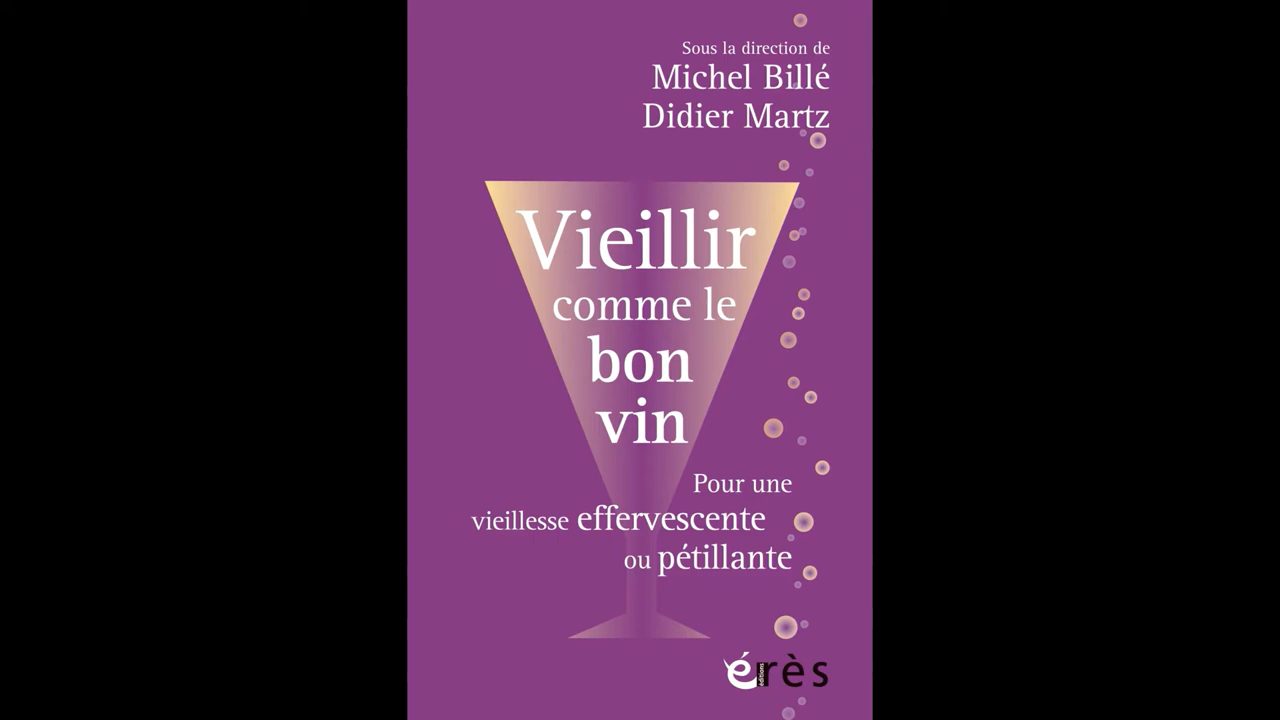 Sous la direction de
Michel Billé
Didier Martz
Vieillir
comme le
bon
vin
Pour une
vieillesse effervescente
ou pétillante
érès
éditions